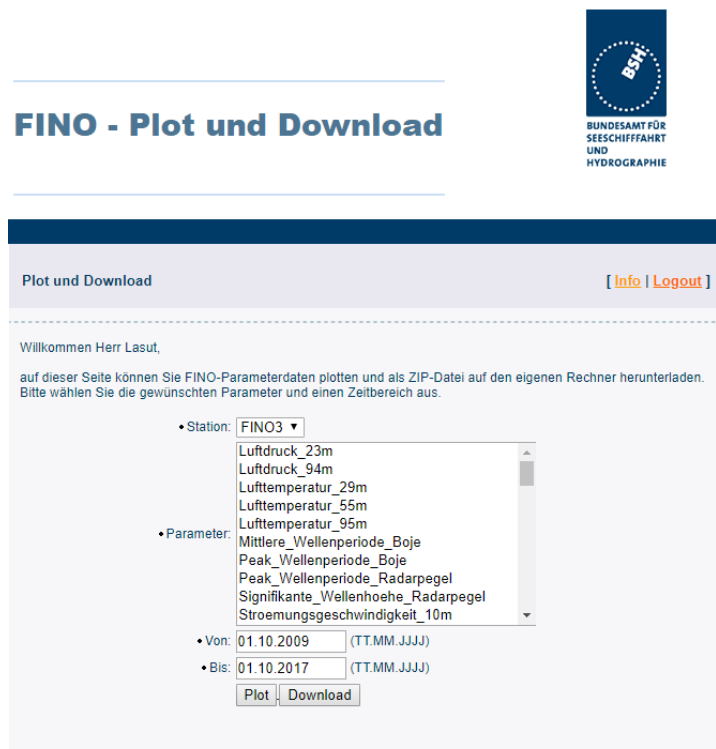 BSH
FINO - Plot und Download
BUNDESAMT FÜR
SEESCHIFFFAHRT
UND
HYDROGRAPHIE
Plot und Download
[ Info | Logout ]
Willkommen Herr Lasut,
auf dieser Seite können Sie FINO-Parameterdaten plotten und als ZIP-Datei auf den eigenen Rechner herunterladen.
Bitte wählen Sie die gewünschten Parameter und einen Zeitbereich aus.
• Station: FINO3 ▼
• Parameter:
Luftdruck_23m
Luftdruck_94m
Lufttemperatur_29m
Lufttemperatur_55m
Lufttemperatur_95m
Mittlere_Wellenperiode_Boje
Peak_Wellenperiode_Boje
Peak_Wellenperiode_Radarpegel
Signifikante_Wellenhoehe_Radarpegel
Stroemungsgeschwindigkeit_10m
• Von: 01.10.2009 (TT.MM.JJJJ)
• Bis: 01.10.2017 (TT.MM.JJJJ)
Plot Download